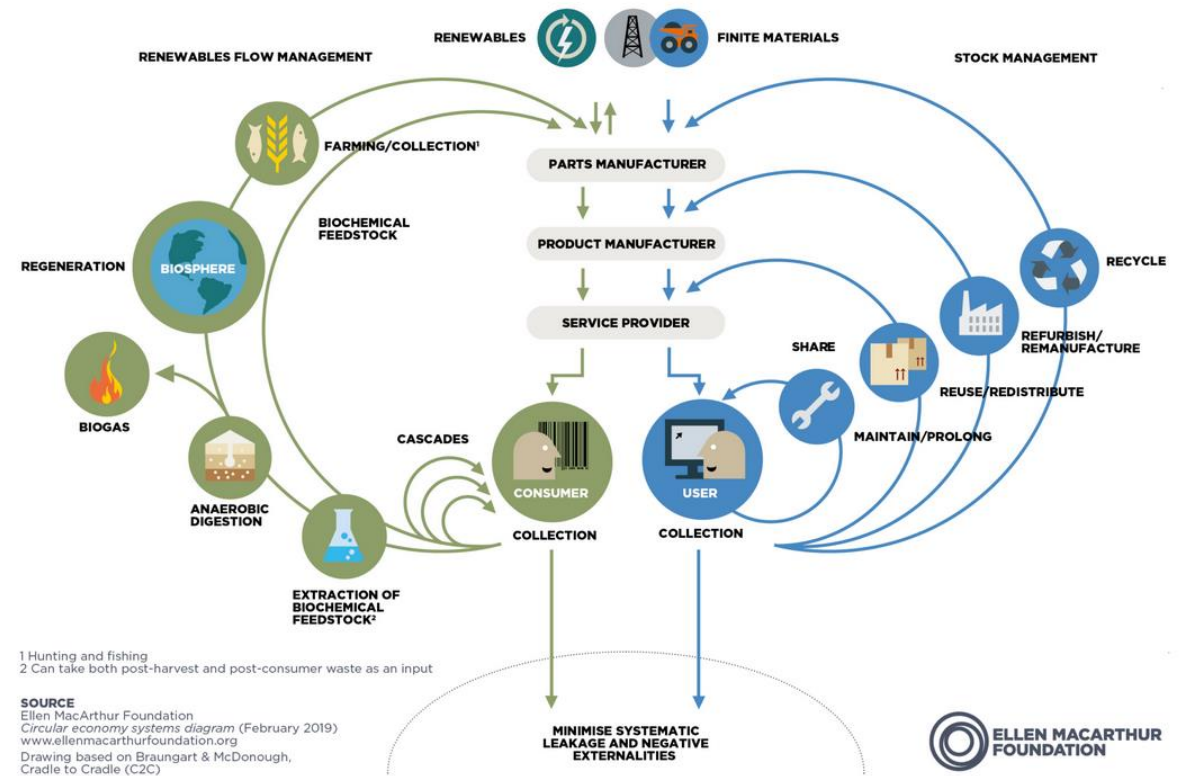 RENEWABLES
FINITE MATERIALS
RENEWABLES FLOW MANAGEMENT
STOCK MANAGEMENT
FARMING/COLLECTION¹
PARTS MANUFACTURER
BIOCHEMICAL
FEEDSTOCK
PRODUCT MANUFACTURER
REGENERATION
BIOSPHERE
RECYCLE
SERVICE PROVIDER
SHARE
REFURBISH/
REMANUFACTURE
REUSE/REDISTRIBUTE
BIOGAS
CASCADES
MAINTAIN/PROLONG
CONSUMER
USER
ANAEROBIC
DIGESTION
COLLECTION
COLLECTION
EXTRACTION OF
BIOCHEMICAL
FEEDSTOCK²
1 Hunting and fishing
2 Can take both post-harvest and post-consumer waste as an input
SOURCE
Ellen MacArthur Foundation
Circular economy systems diagram (February 2019)
www.ellenmacarthurfoundation.org
Drawing based on Braungart & McDonough,
Cradle to Cradle (C2C)
MINIMISE SYSTEMATIC
LEAKAGE AND NEGATIVE
EXTERNALITIES
ELLEN MACARTHUR
FOUNDATION